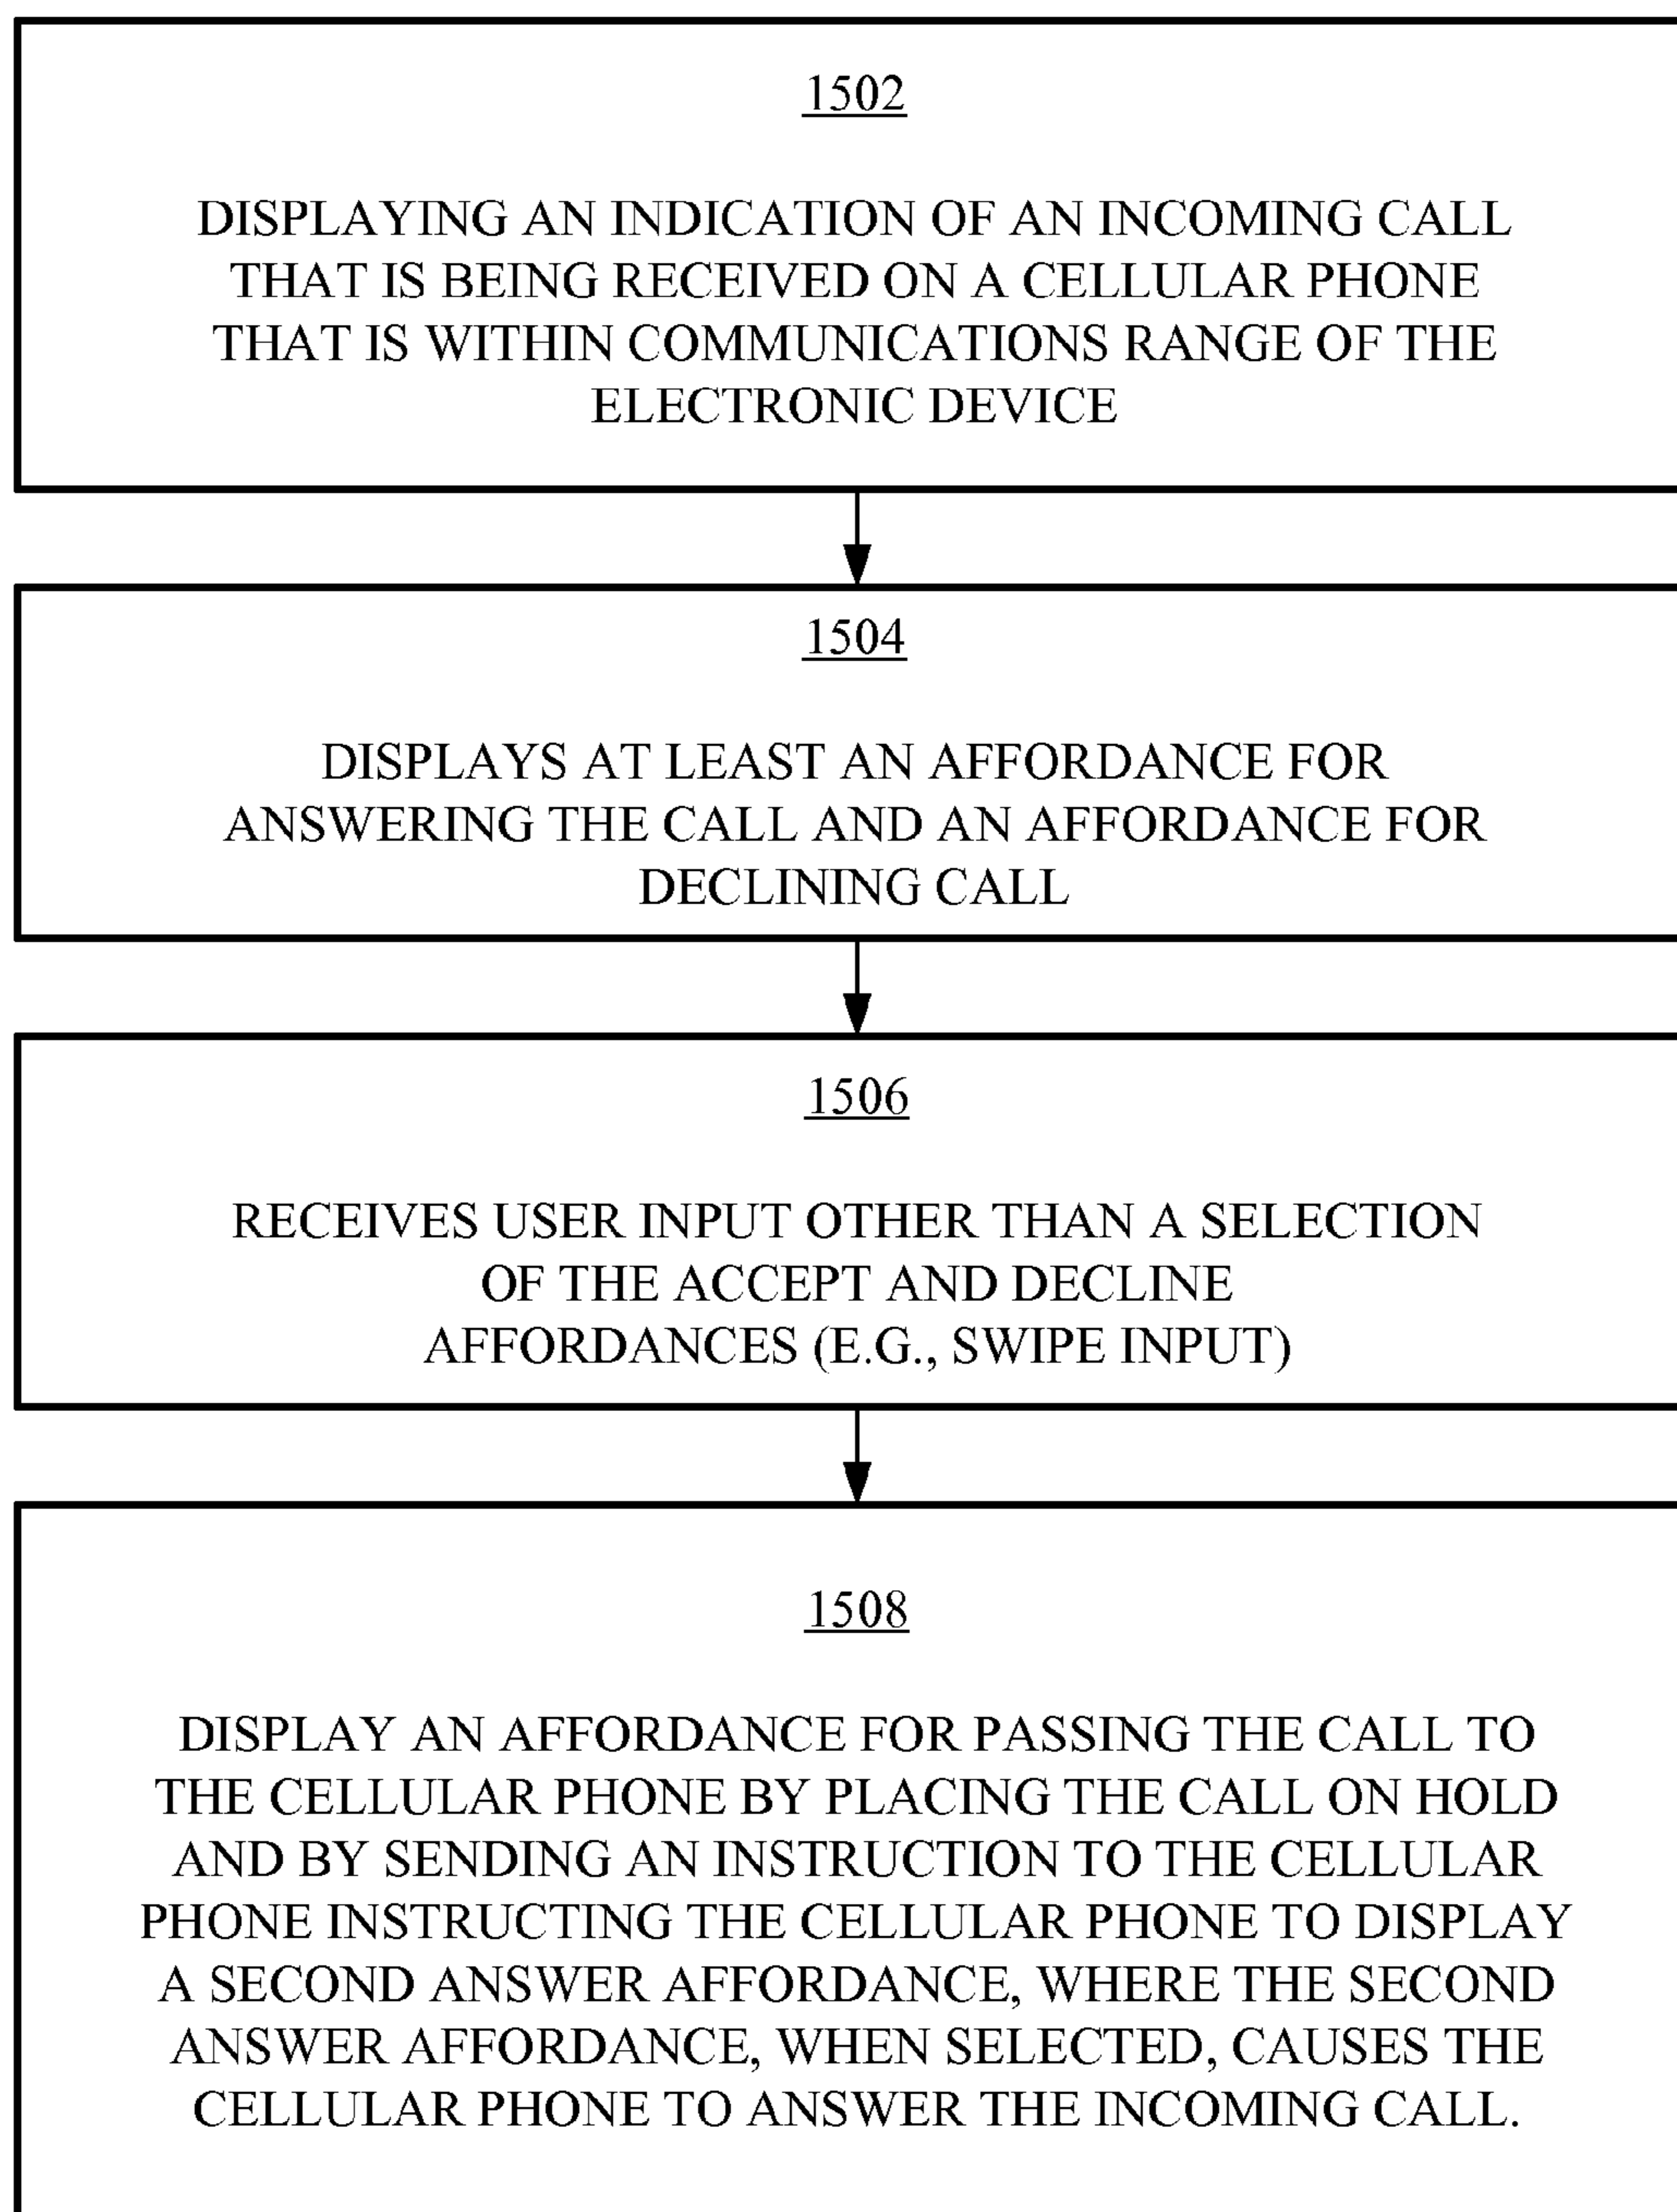 1502
DISPLAYING AN INDICATION OF AN INCOMING CALL
THAT IS BEING RECEIVED ON A CELLULAR PHONE
THAT IS WITHIN COMMUNICATIONS RANGE OF THE
ELECTRONIC DEVICE
1504
DISPLAYS AT LEAST AN AFFORDANCE FOR
ANSWERING THE CALL AND AN AFFORDANCE FOR
DECLINING CALL
1506
RECEIVES USER INPUT OTHER THAN A SELECTION
OF THE ACCEPT AND DECLINE
AFFORDANCES (E.G., SWIPE INPUT)
1508
DISPLAY AN AFFORDANCE FOR PASSING THE CALL TO
THE CELLULAR PHONE BY PLACING THE CALL ON HOLD
AND BY SENDING AN INSTRUCTION TO THE CELLULAR
PHONE INSTRUCTING THE CELLULAR PHONE TO DISPLAY
A SECOND ANSWER AFFORDANCE, WHERE THE SECOND
ANSWER AFFORDANCE, WHEN SELECTED, CAUSES THE
CELLULAR PHONE TO ANSWER THE INCOMING CALL.